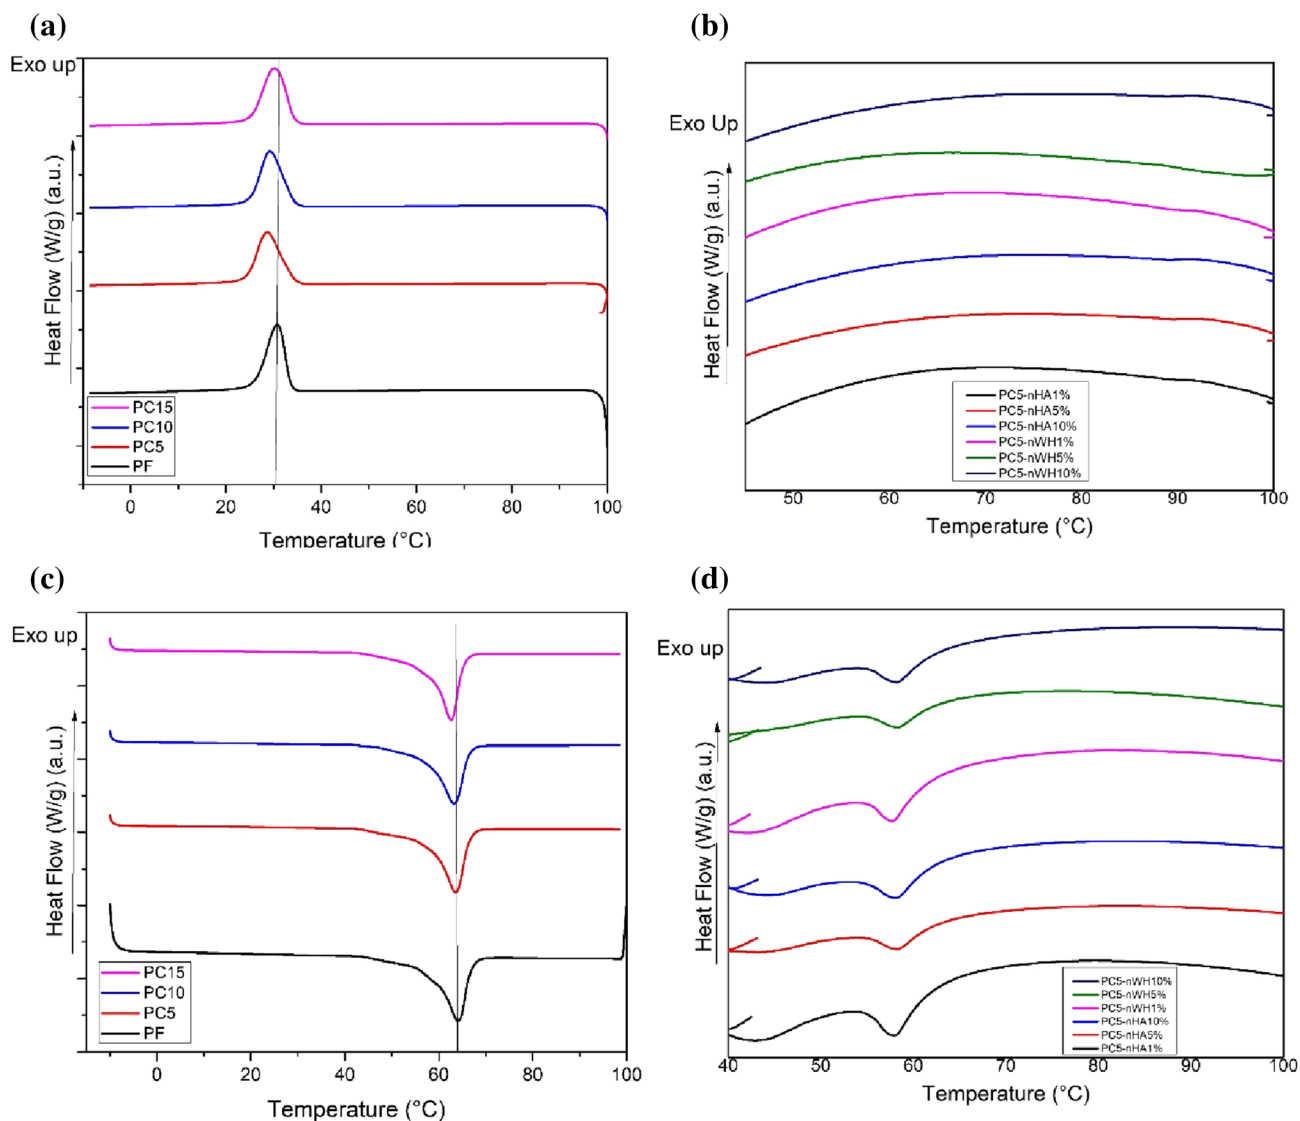 (a)
Exo up
Heat Flow (W/g) (a.u.)
PC15
PC10
PC5
PF
0 20 40 60 80 100
Temperature (°C)
(b)
Exo Up
Heat Flow (W/g) (a.u.)
PC5-nHA1%
PC5-nHA5%
PC5-nHA10%
PC5-nWH1%
PC5-nWH5%
PC5-nWH10%
50 60 70 80 90 100
Temperature (°C)
(c)
Exo up
Heat Flow (W/g) (a.u.)
PC15
PC10
PC5
PF
0 20 40 60 80 100
Temperature (°C)
(d)
Exo up
Heat Flow (W/g) (a.u.)
PC5-nWH10%
PC5-nWH5%
PC5-nWH1%
PC5-nHA10%
PC5-nHA5%
PC5-nHA1%
40 50 60 70 80 90 100
Temperature (°C)